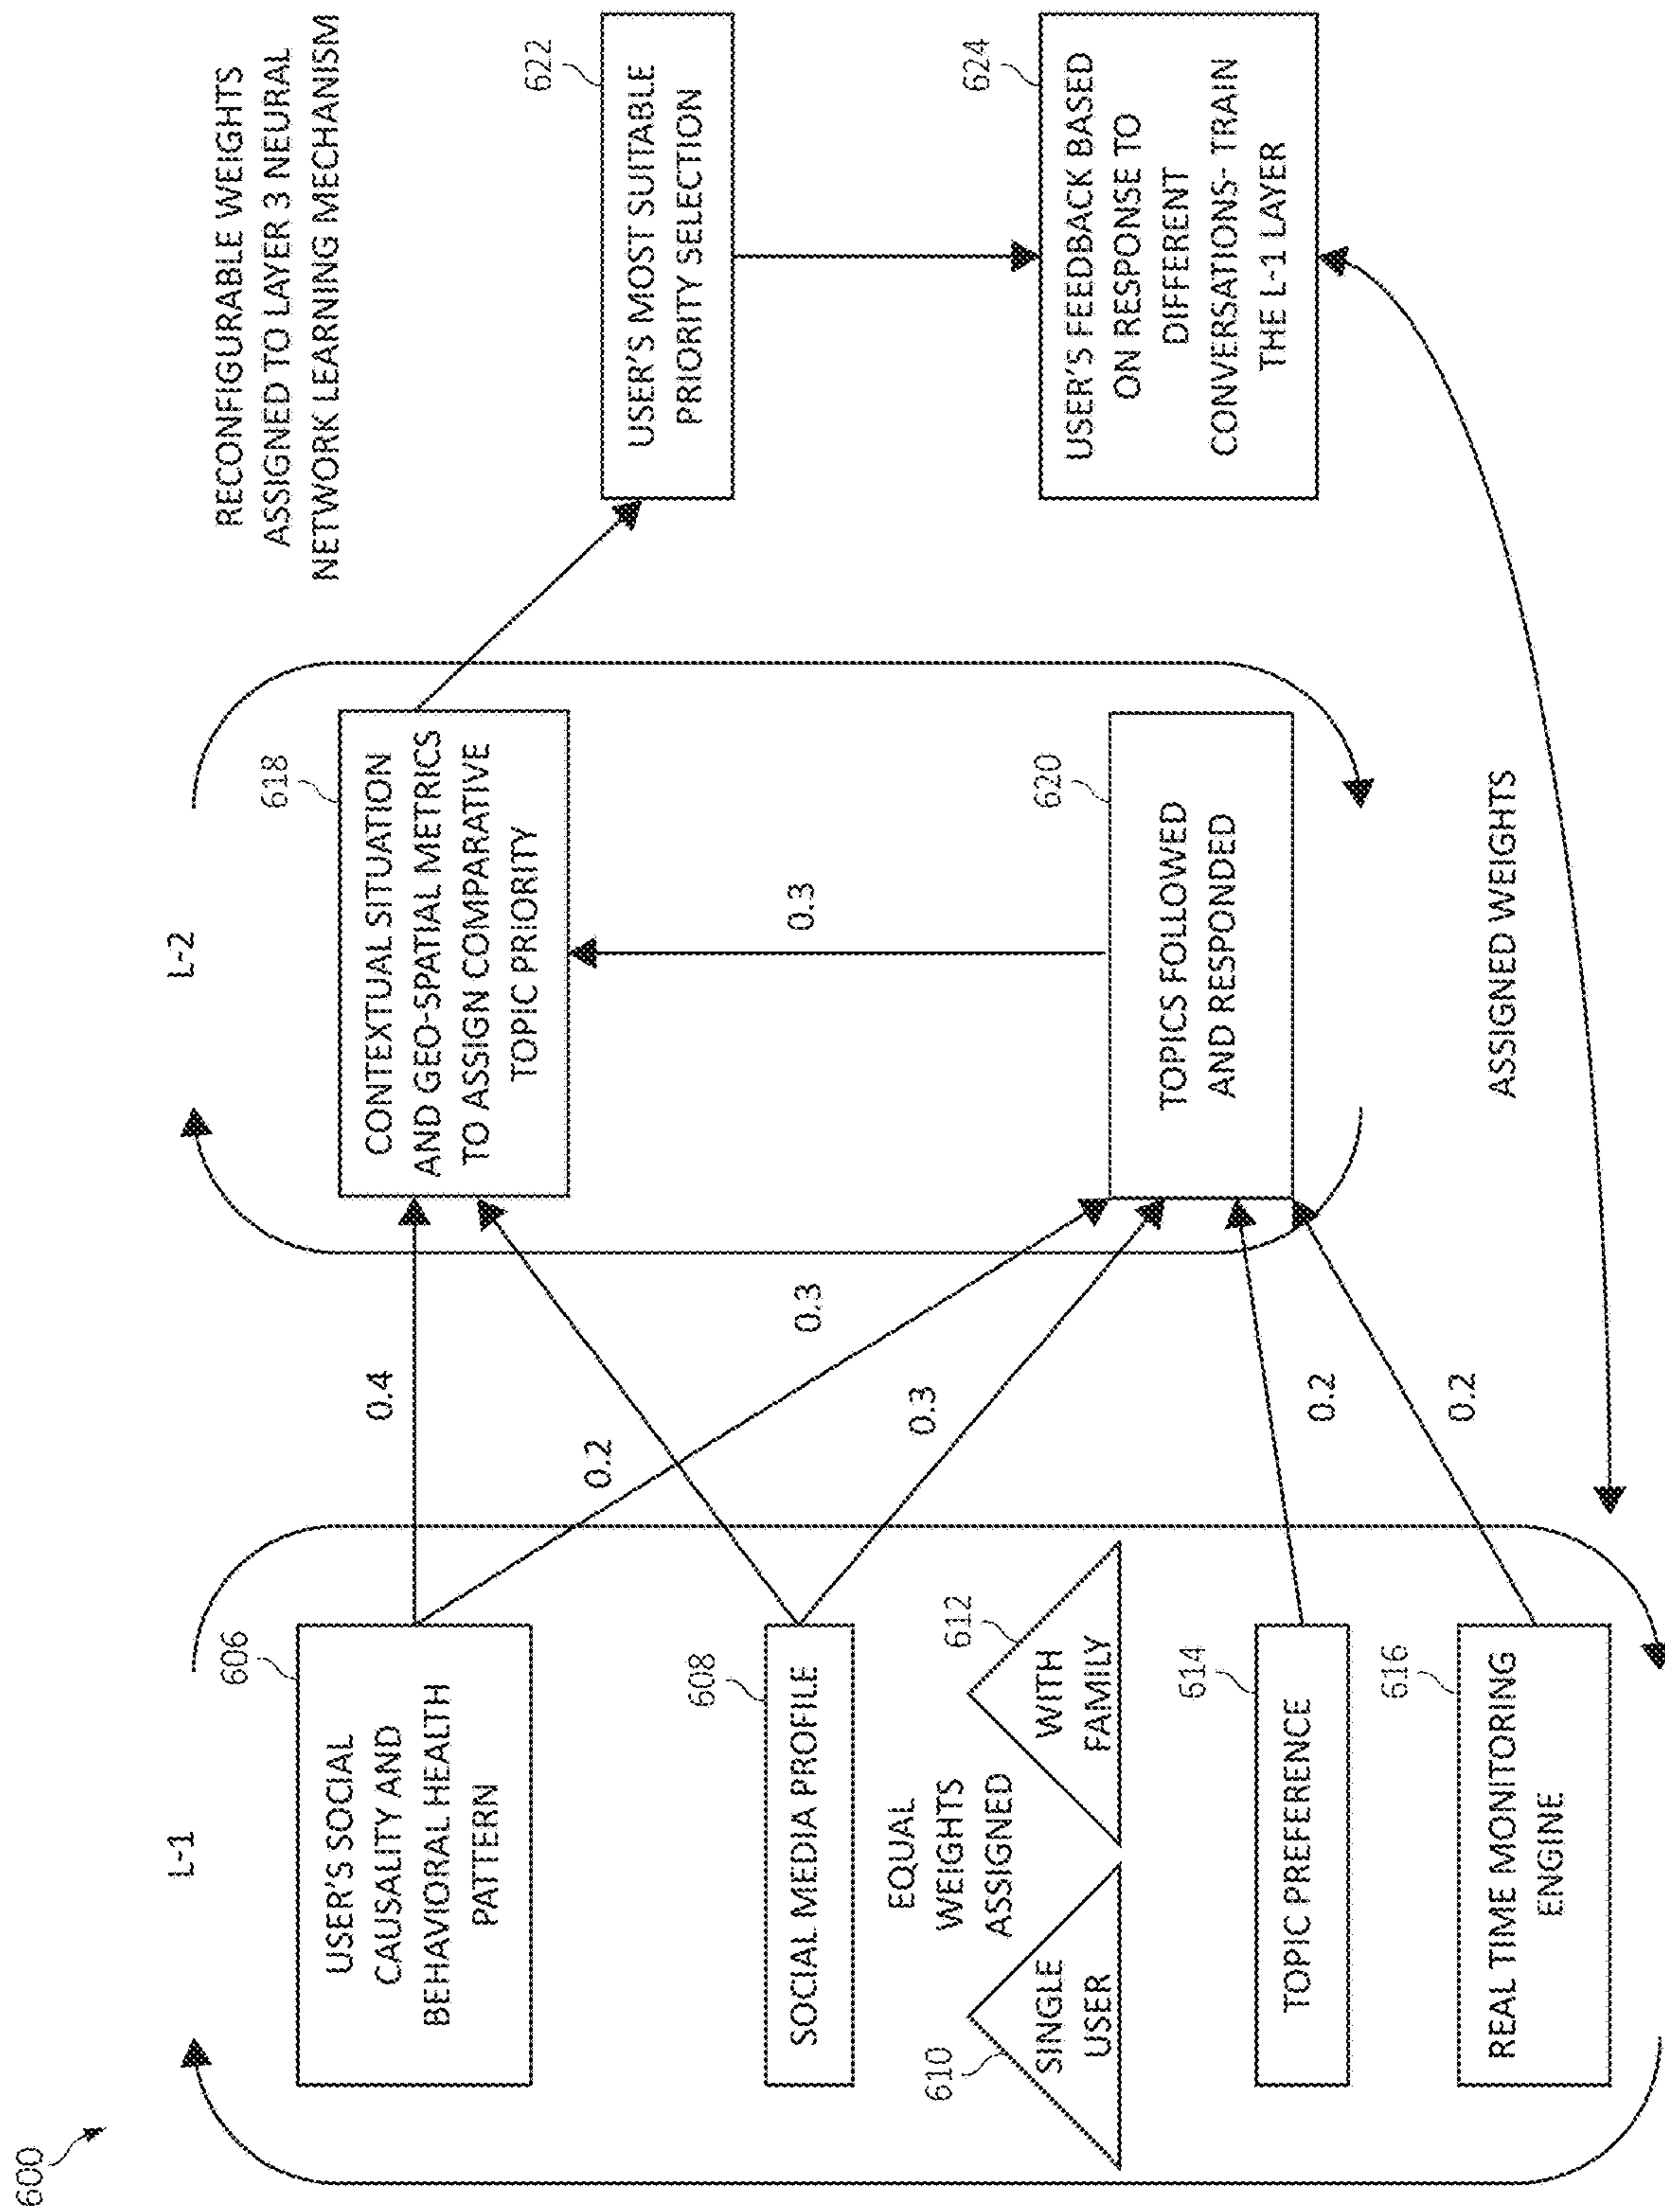 600
L-1
606
USER'S SOCIAL
CAUSALITY AND
BEHAVIORAL HEALTH
PATTERN
608
SOCIAL MEDIA PROFILE
EQUAL
WEIGHTS
ASSIGNED
610
SINGLE
USER
612
WITH
FAMILY
614
TOPIC PREFERENCE
616
REAL TIME MONITORING
ENGINE
0.4
0.2
0.3
0.3
0.2
0.2
L-2
618
CONTEXTUAL SITUATION
AND GEO-SPATIAL METRICS
TO ASSIGN COMPARATIVE
TOPIC PRIORITY
0.3
620
TOPICS FOLLOWED
AND RESPONDED
ASSIGNED WEIGHTS
RECONFIGURABLE WEIGHTS
ASSIGNED TO LAYER 3 NEURAL
NETWORK LEARNING MECHANISM
622
USER'S MOST SUITABLE
PRIORITY SELECTION
624
USER'S FEEDBACK BASED
ON RESPONSE TO
DIFFERENT
CONVERSATIONS- TRAIN
THE L-1 LAYER